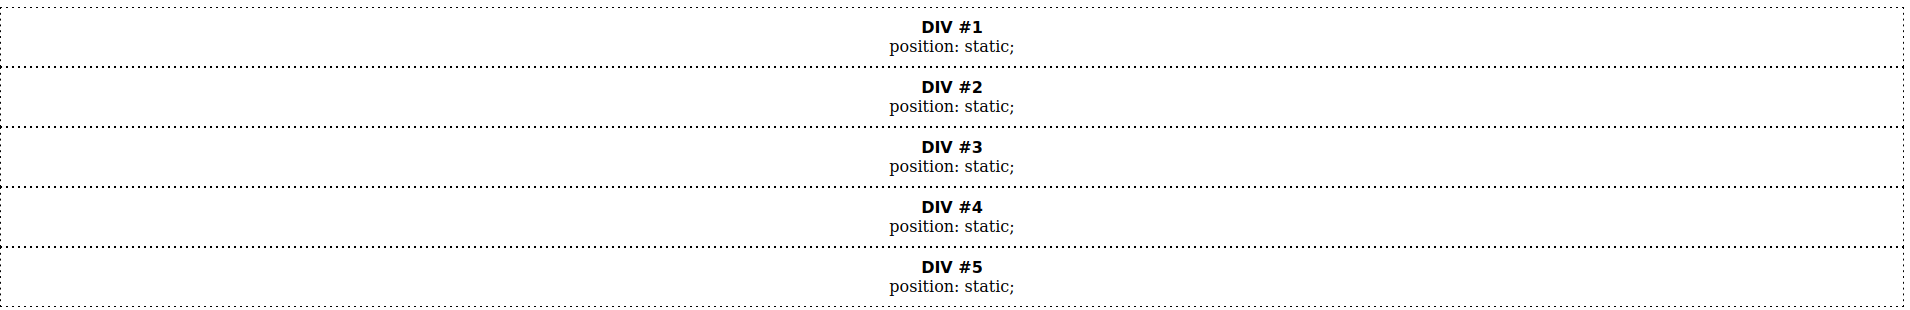 DIV #1
position: static;
DIV #2
position: static;
DIV #3
position: static;
DIV #4
position: static;
DIV #5
position: static;